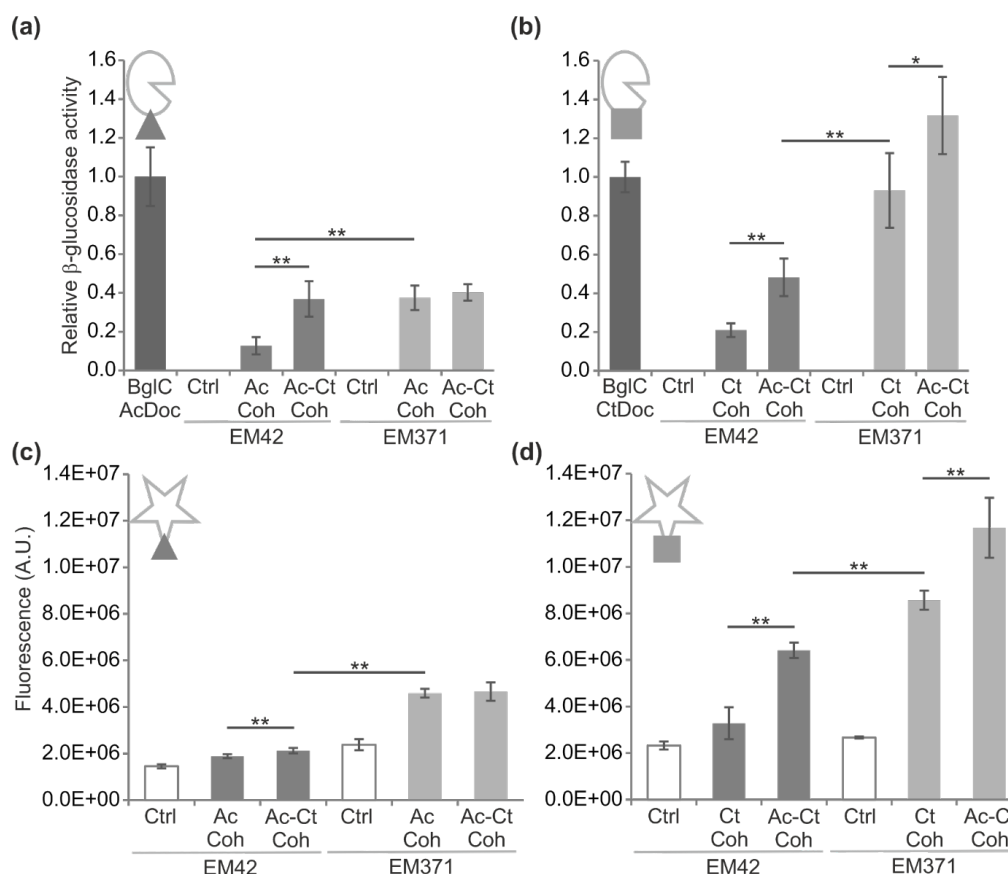 (a)
Relative β-glucosidase activity
1.6
1.4
1.2
1.0
0.8
0.6
0.4
0.2
0.0
**
**
BglC Ctrl Ac Ac-Ct Ctrl Ac Ac-Ct
AcDoc Coh Coh Coh Coh
EM42 EM371
(b)
1.6
1.4
1.2
1.0
0.8
0.6
0.4
0.2
0.0
*
**
**
BglC Ctrl Ct Ac-Ct Ctrl Ct Ac-Ct
CtDoc Coh Coh Coh Coh
EM42 EM371
(c)
Fluorescence (A.U.)
1.4E+07
1.2E+07
1.0E+07
8.0E+06
6.0E+06
4.0E+06
2.0E+06
0.0E+00
**
**
Ctrl Ac Ac-Ct Ctrl Ac Ac-Ct
Coh Coh Coh Coh
EM42 EM371
(d)
1.4E+07
1.2E+07
1.0E+07
8.0E+06
6.0E+06
4.0E+06
2.0E+06
0.0E+00
**
**
**
Ctrl Ct Ac-Ct Ctrl Ct Ac-C
Coh Coh Coh Coh
EM42 EM371